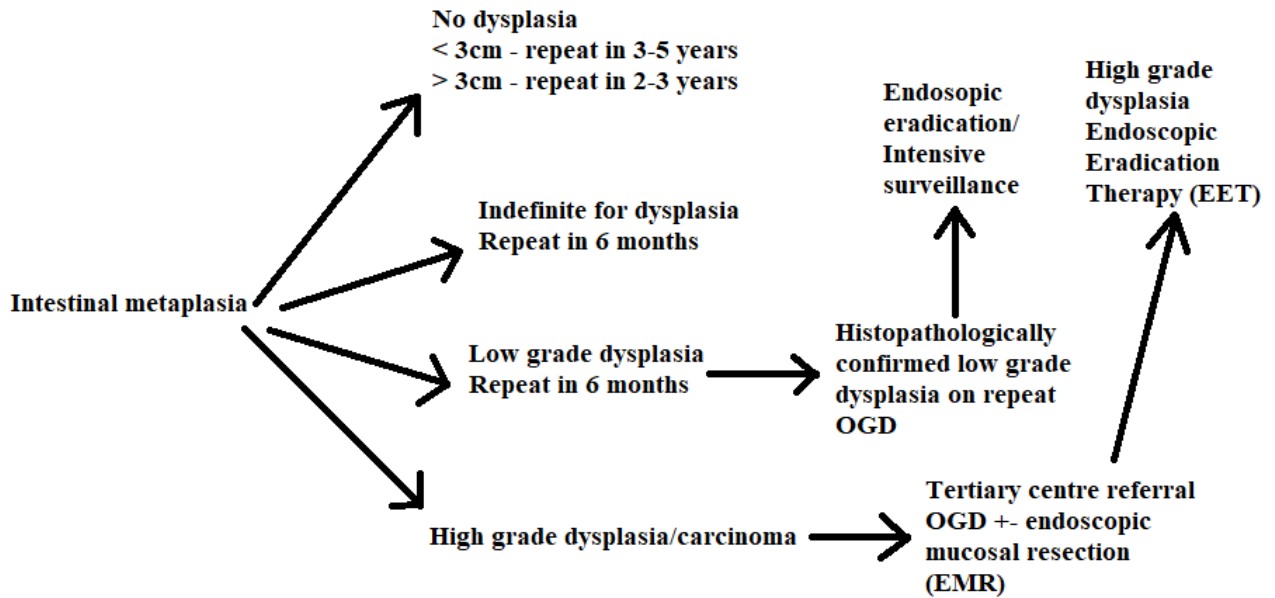 No dysplasia
< 3cm - repeat in 3-5 years
> 3cm - repeat in 2-3 years
High grade
dysplasia
Endoscopic
Eradication
Therapy (EET)
Endosopic
eradication/
Intensive
surveillance
Indefinite for dysplasia
Repeat in 6 months
Intestinal metaplasia
Low grade dysplasia
Repeat in 6 months
Histopathologically
confirmed low grade
dysplasia on repeat
OGD
High grade dysplasia/carcinoma
Tertiary centre referral
OGD +- endoscopic
mucosal resection
(EMR)